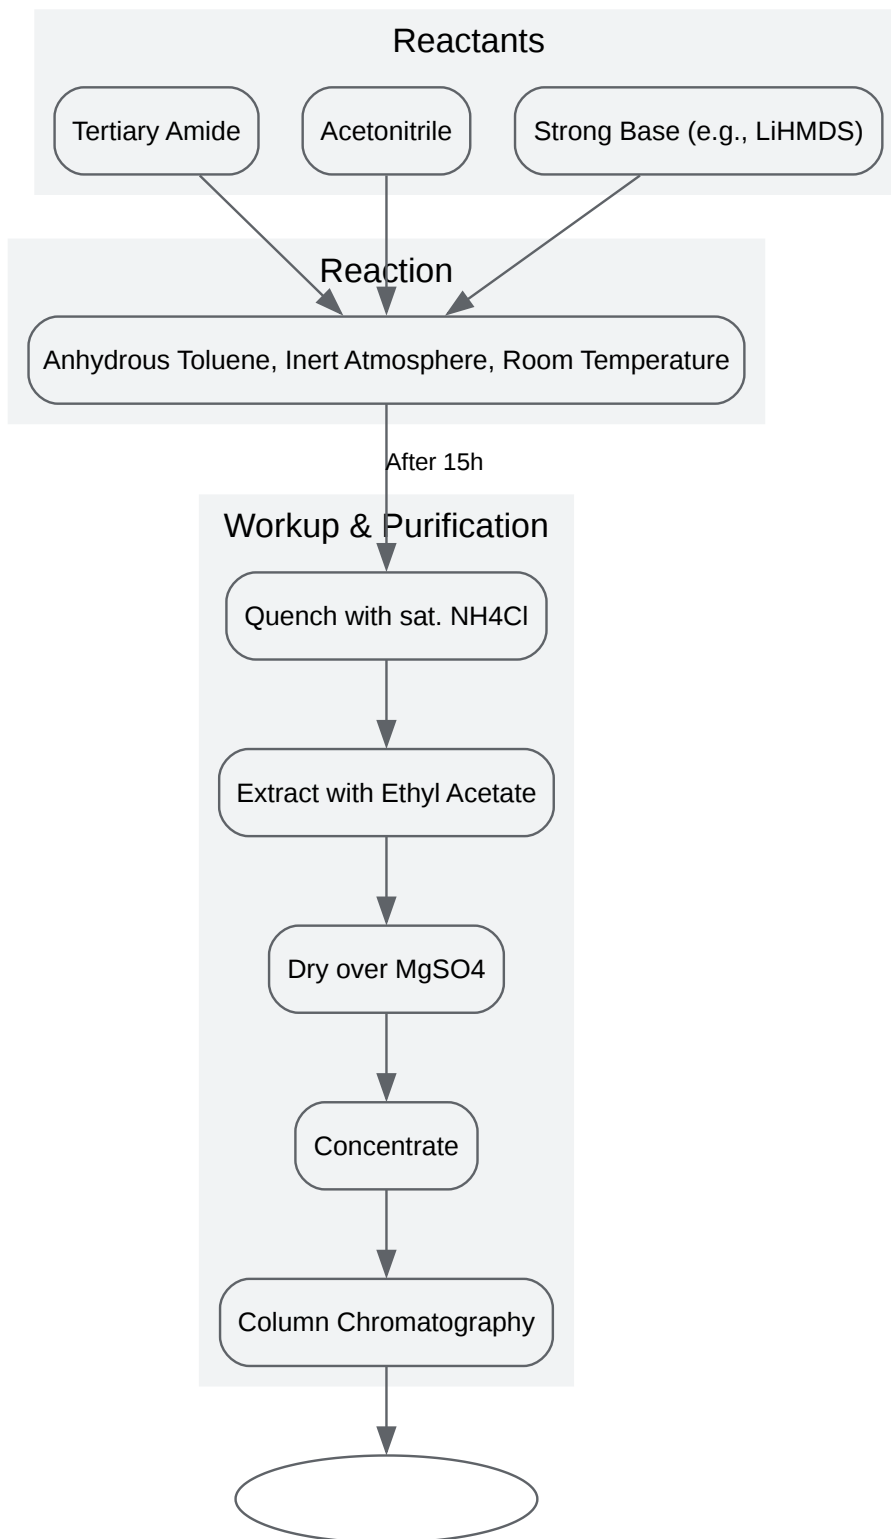 Reactants
Tertiary Amide
Acetonitrile
Strong Base (e.g., LiHMDS)
Reaction
Anhydrous Toluene, Inert Atmosphere, Room Temperature
After 15h
Workup & Purification
Quench with sat. NH4Cl
Extract with Ethyl Acetate
Dry over MgSO4
Concentrate
Column Chromatography